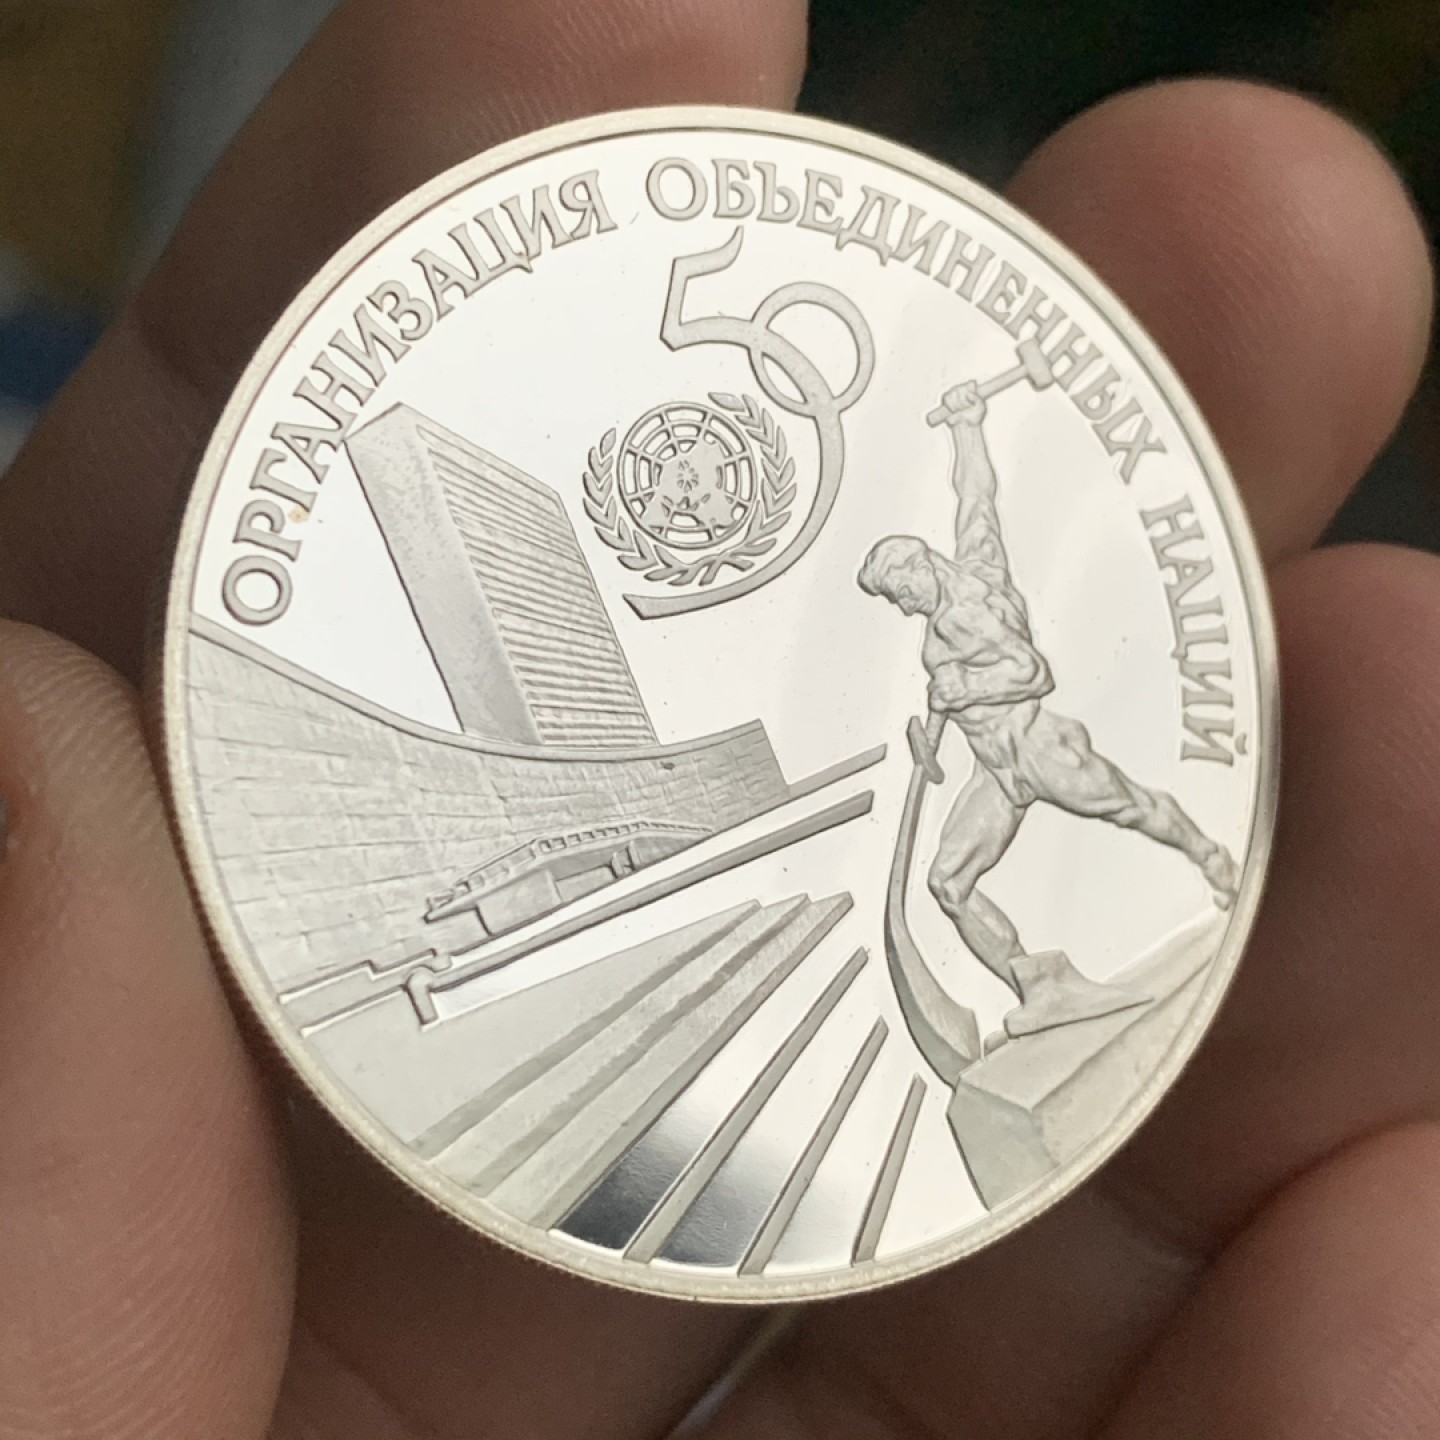 ОРГАНИЗАЦИЯ ОБЪЕДИНЕННЫХ НАЦИЙ
50